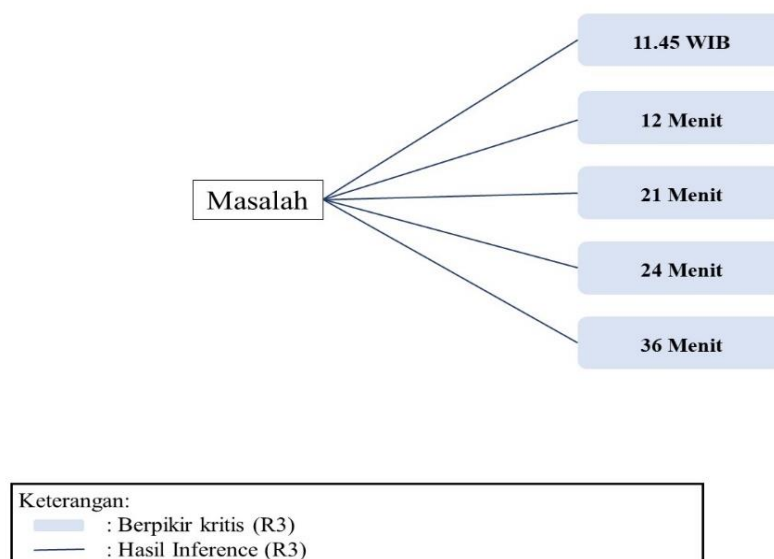 11.45 WIB
12 Menit
Masalah
21 Menit
24 Menit
36 Menit
Keterangan:
: Berpikir kritis (R3)
: Hasil Inference (R3)